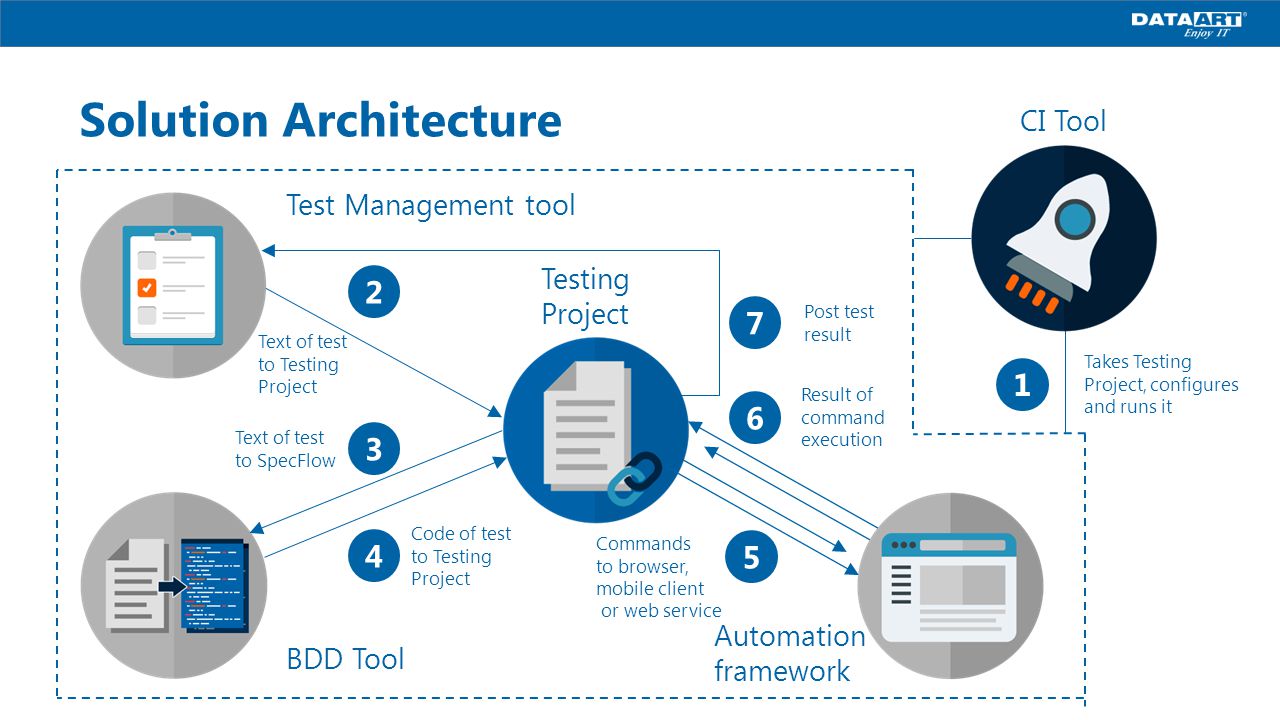 DATAART®
Enjoy IT
Solution Architecture
CI Tool
Test Management tool
2
Testing
Project
7
Post test
result
Text of test
to Testing
Project
1
Takes Testing
Project, configures
and runs it
6
Result of
command
execution
Text of test
to SpecFlow
3
4
Code of test
to Testing
Project
Commands
to browser,
mobile client
or web service
5
Automation
framework
BDD Tool